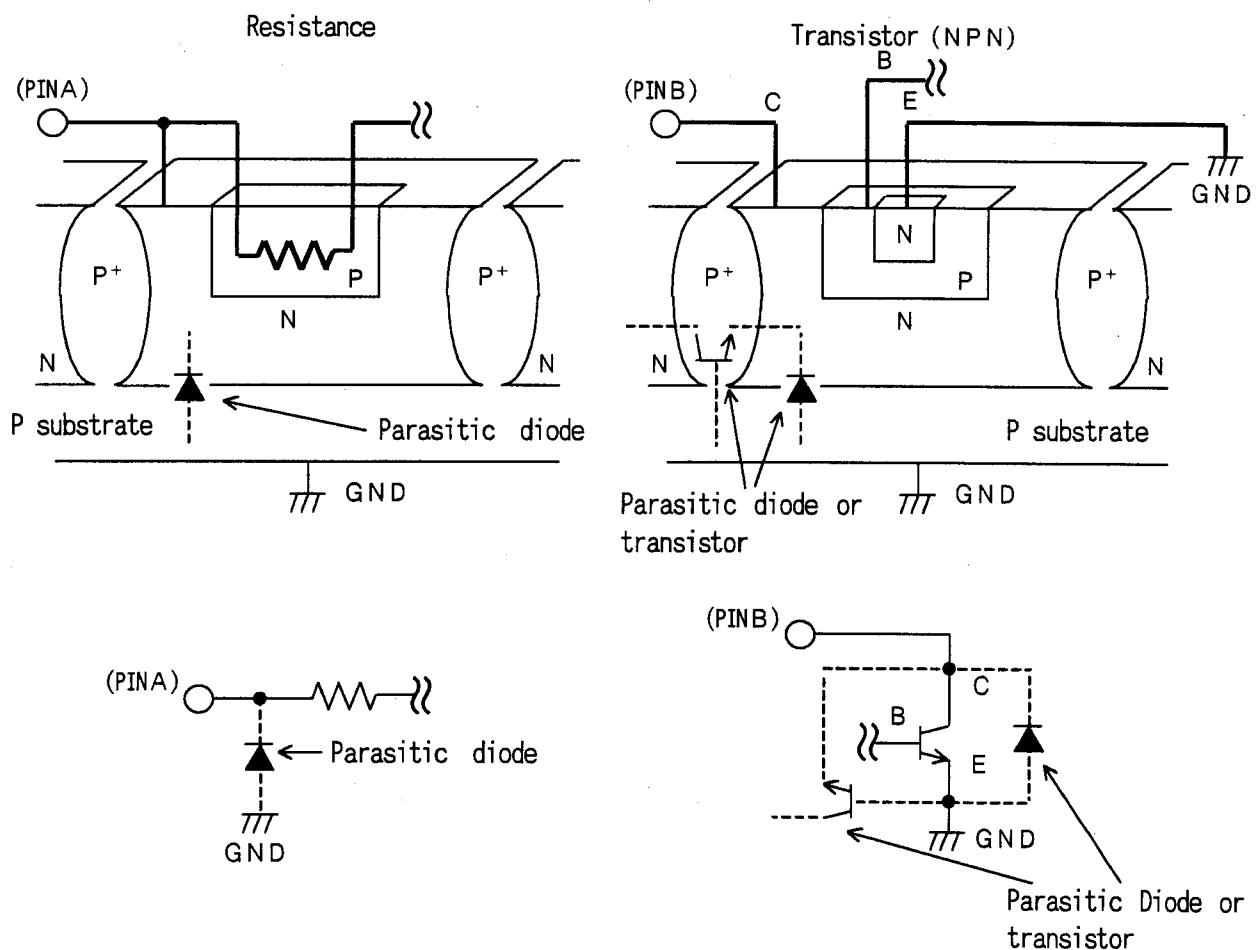 Resistance
(PINA)
P+
P
P+
N
N
N
P substrate
Parasitic diode
GND
Transistor (NPN)
B
(PINB)
C
E
GND
N
P+
P
P+
N
N
N
P substrate
GND
Parasitic diode or
transistor
(PINA)
Parasitic diode
GND
(PINB)
C
B
E
GND
Parasitic Diode or
transistor